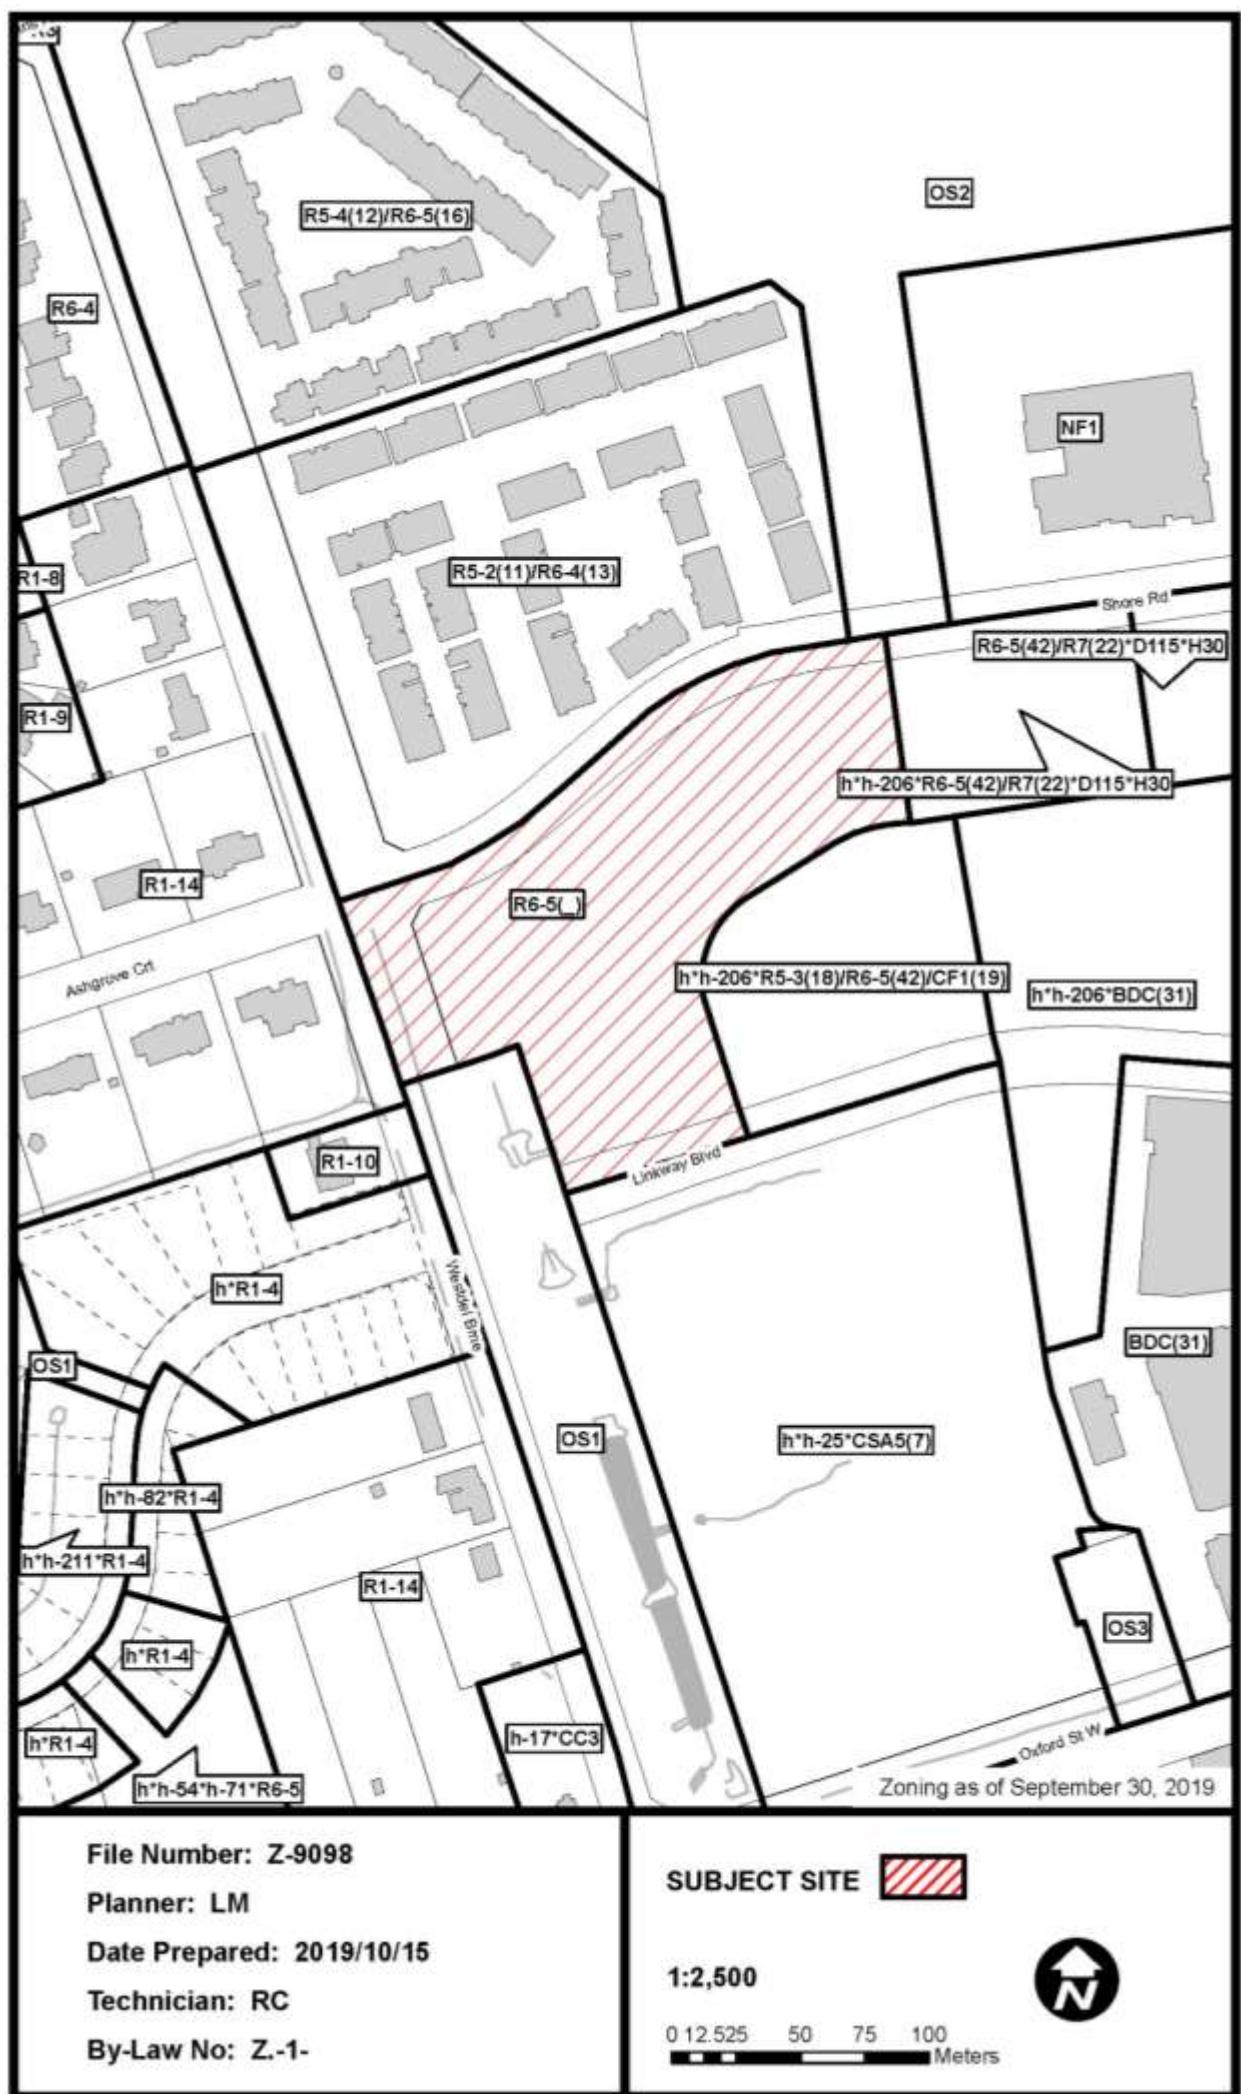 R5-4(12)/R6-5(16)
OS2
R6-4
NF1
R1-8
R5-2(11)/R6-4(13)
Shore Rd
R6-5(42)/R7(22)*D115*H30
R1-9
h*h-206*R6-5(42)/R7(22)*D115*H30
R1-14
R6-5(_)
Ashgrove Crt
h*h-206*R5-3(18)/R6-5(42)/CF1(19)
h*h-206*BDC(31)
R1-10
Linkway Blvd
h*R1-4
Westdel Brne
OS1
BDC(31)
OS1
h*h-25*CSA5(7)
h*h-82*R1-4
h*h-211*R1-4
R1-14
OS3
h*R1-4
h*R1-4
h-17*CC3
Oxford St W
h*h-54*h-71*R6-5
Zoning as of September 30, 2019
File Number: Z-9098
Planner: LM
Date Prepared: 2019/10/15
Technician: RC
By-Law No: Z.-1-
SUBJECT SITE
1:2,500
N
0 12.525 50 75 100
Meters